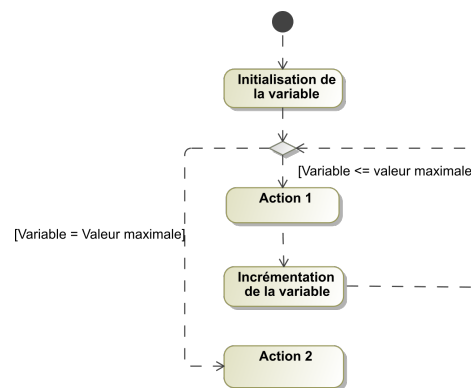 Initialisation de
la variable
[Variable <= valeur maximale
Action 1
[Variable = Valeur maximale]
Incrémentation
de la variable
Action 2